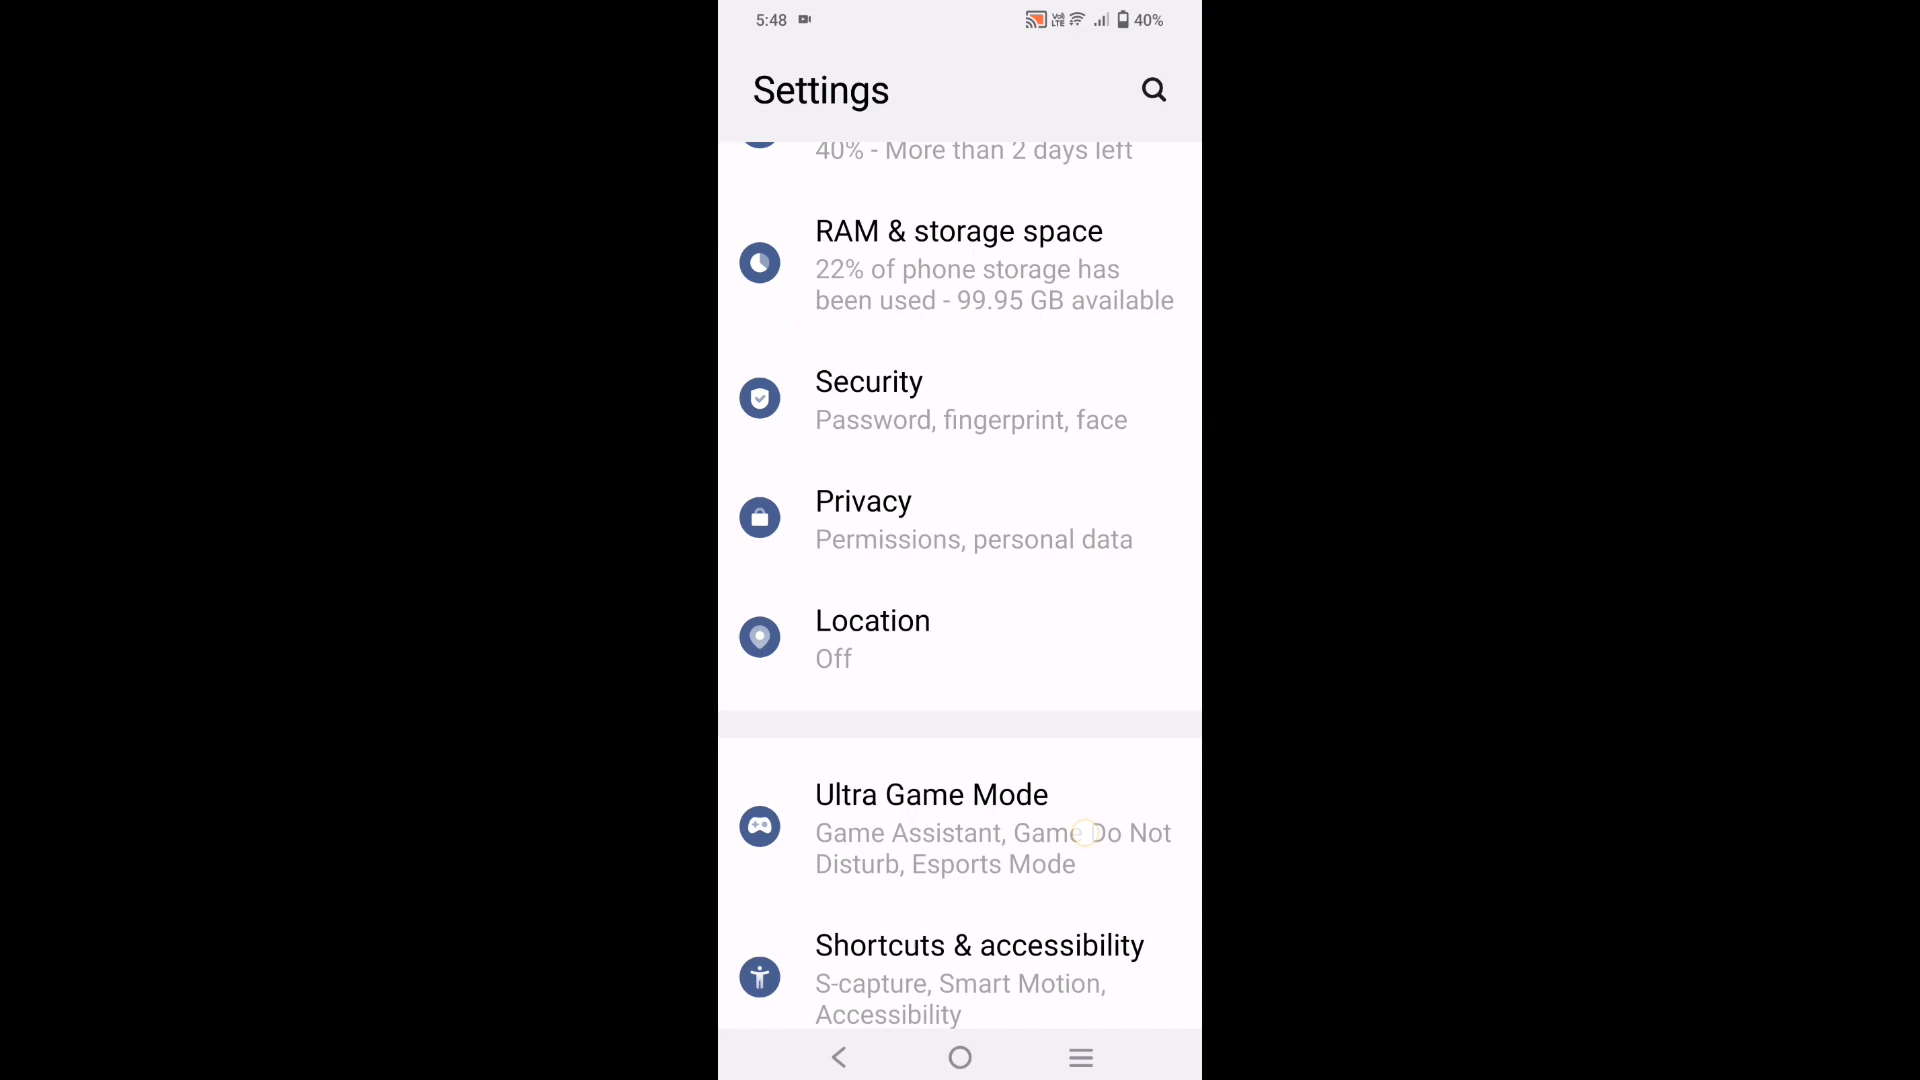 5:48
Vo) LTE 40%
Settings
40% - More than 2 days left
RAM & storage space
22% of phone storage has
been used - 99.95 GB available
Security
Password, fingerprint, face
Privacy
Permissions, personal data
Location
Off
Ultra Game Mode
Game Assistant, Game Do Not
Disturb, Esports Mode
Shortcuts & accessibility
S-capture, Smart Motion,
Accessibility